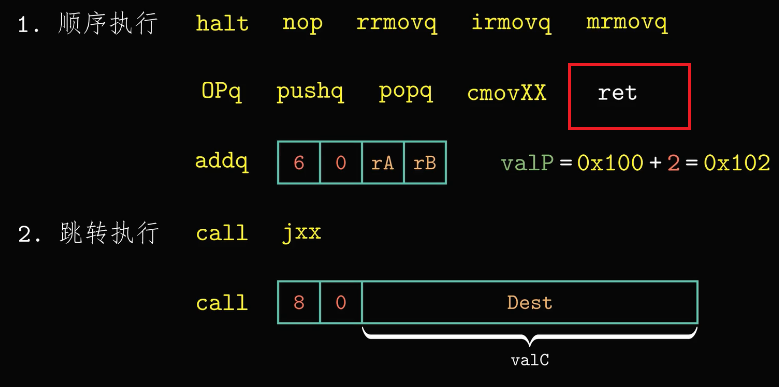 1. 顺序执行 halt nop rrmovq irmovq mrmovq
OPq pushq popq cmovXX ret
addq 6 0 rA rB valP = 0x100 + 2 = 0x102
2. 跳转执行 call jxx
call 8 0 Dest
valC